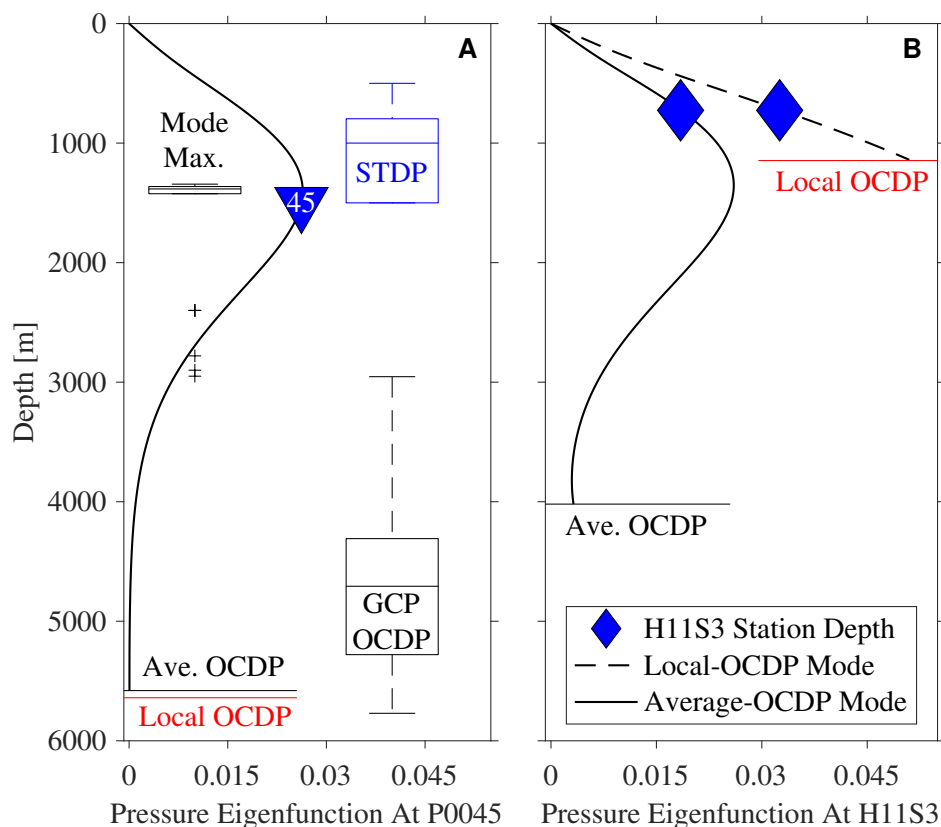 A
B
Depth [m]
0
1000
2000
3000
4000
5000
6000
Mode
Max.
STDP
45
GCP
OCDP
Ave. OCDP
Local OCDP
0
0.015
0.03
0.045
Pressure Eigenfunction At P0045
Local OCDP
Ave. OCDP
H11S3 Station Depth
Local-OCDP Mode
Average-OCDP Mode
0
0.015
0.03
0.045
Pressure Eigenfunction At H11S3